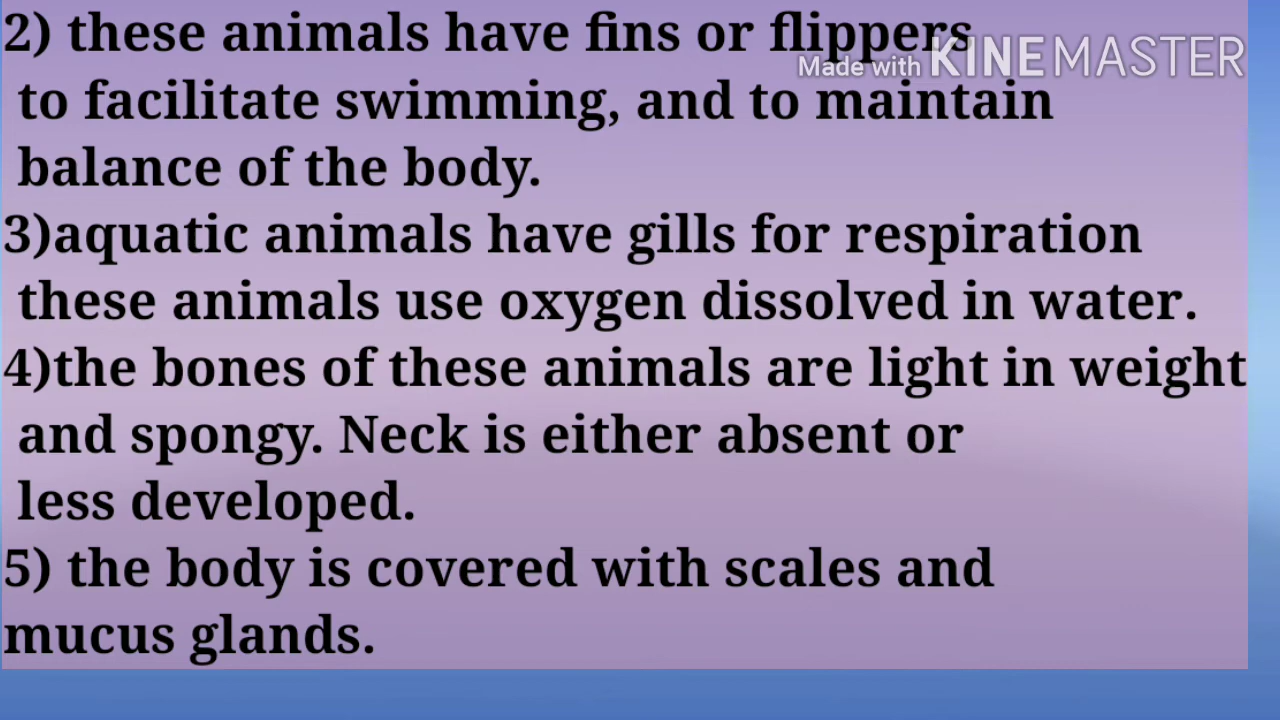 2) these animals have fins or flippers
Made with KINEMASTER
to facilitate swimming, and to maintain
balance of the body.
3)aquatic animals have gills for respiration
these animals use oxygen dissolved in water.
4)the bones of these animals are light in weight
and spongy. Neck is either absent or
less developed.
5) the body is covered with scales and
mucus glands.